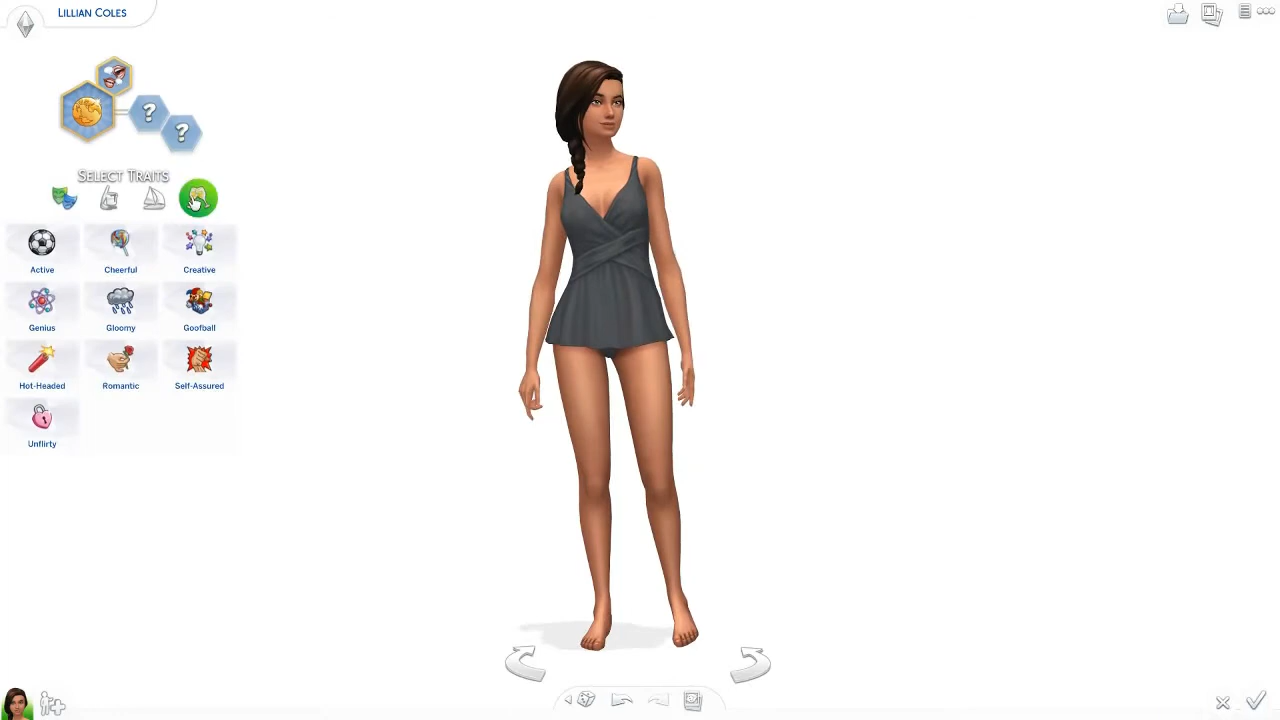 LILLIAN COLES
?
?
SELECT TRAITS
Active Cheerful Creative
Genius Gloomy Goofball
Hot-Headed Romantic Self-Assured
Unflirty